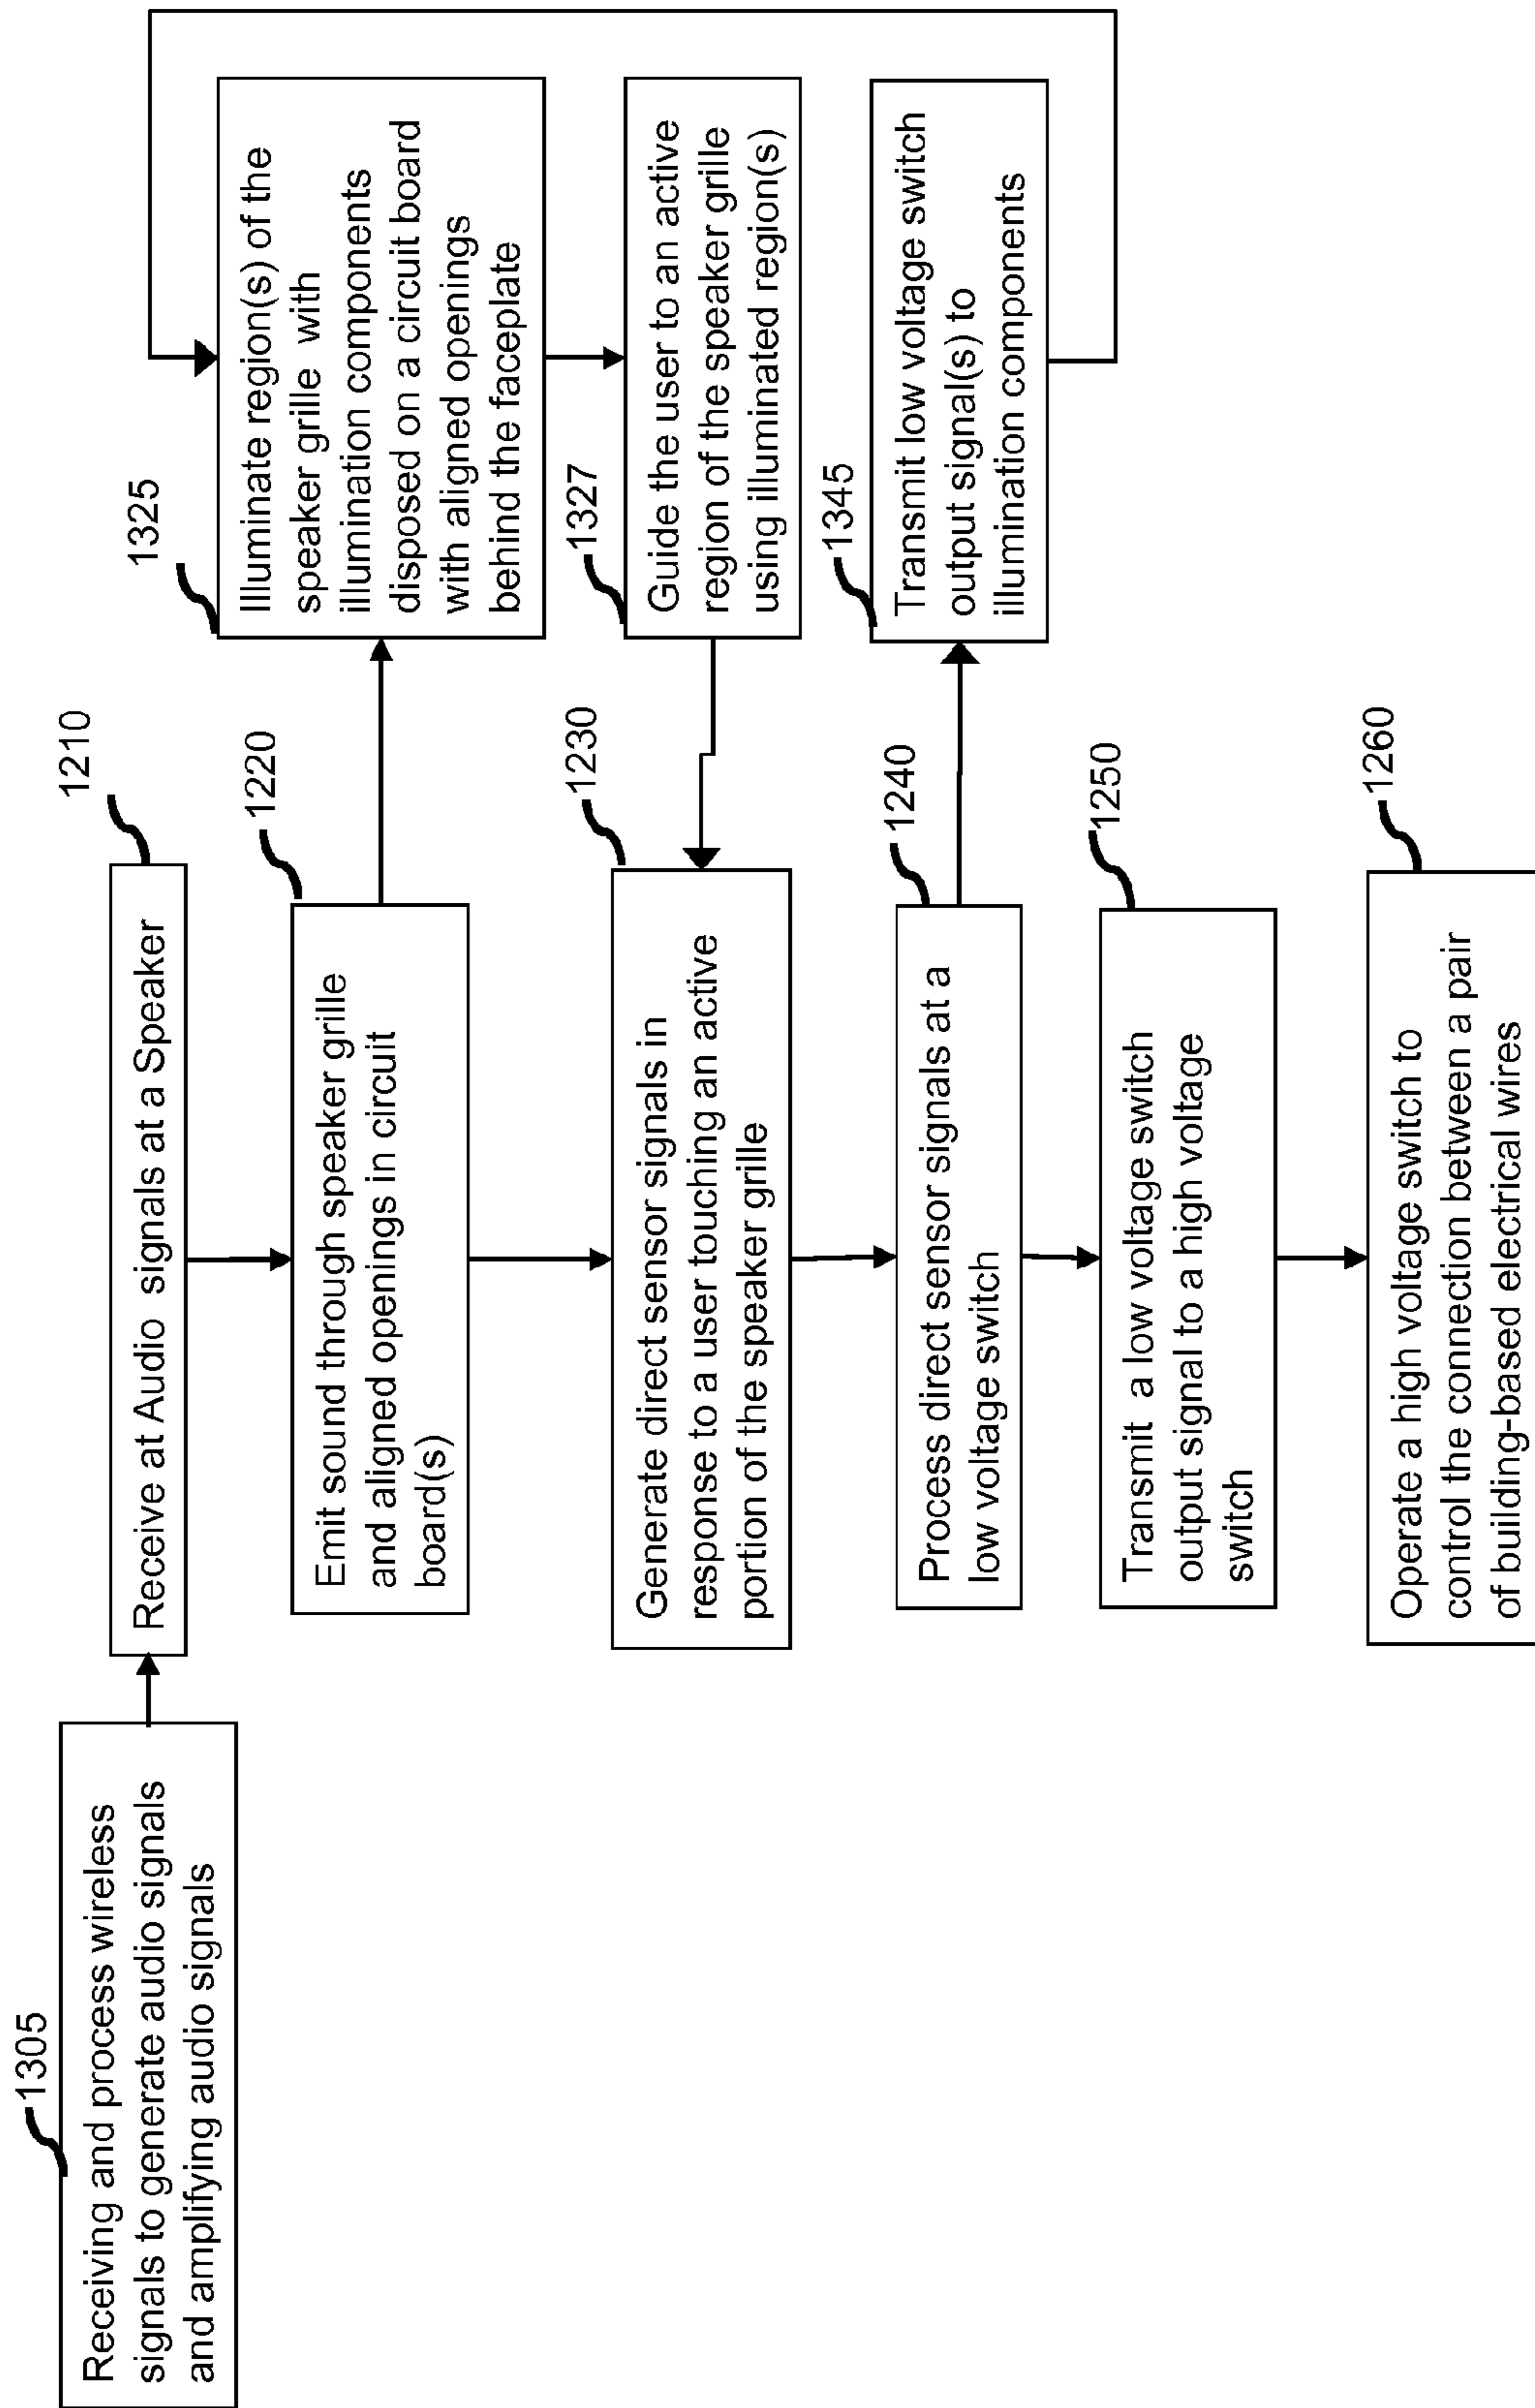 1305
Receiving and process wireless
signals to generate audio signals
and amplifying audio signals
1210
Receive at Audio signals at a Speaker
1220
Emit sound through speaker grille
and aligned openings in circuit
board(s)
1325
Illuminate region(s) of the
speaker grille with
illumination components
disposed on a circuit board
with aligned openings
behind the faceplate
1327
Guide the user to an active
region of the speaker grille
using illuminated region(s)
1230
Generate direct sensor signals in
response to a user touching an active
portion of the speaker grille
1240
Process direct sensor signals at a
low voltage switch
1345
Transmit low voltage switch
output signal(s) to
illumination components
1250
Transmit a low voltage switch
output signal to a high voltage
switch
1260
Operate a high voltage switch to
control the connection between a pair
of building-based electrical wires